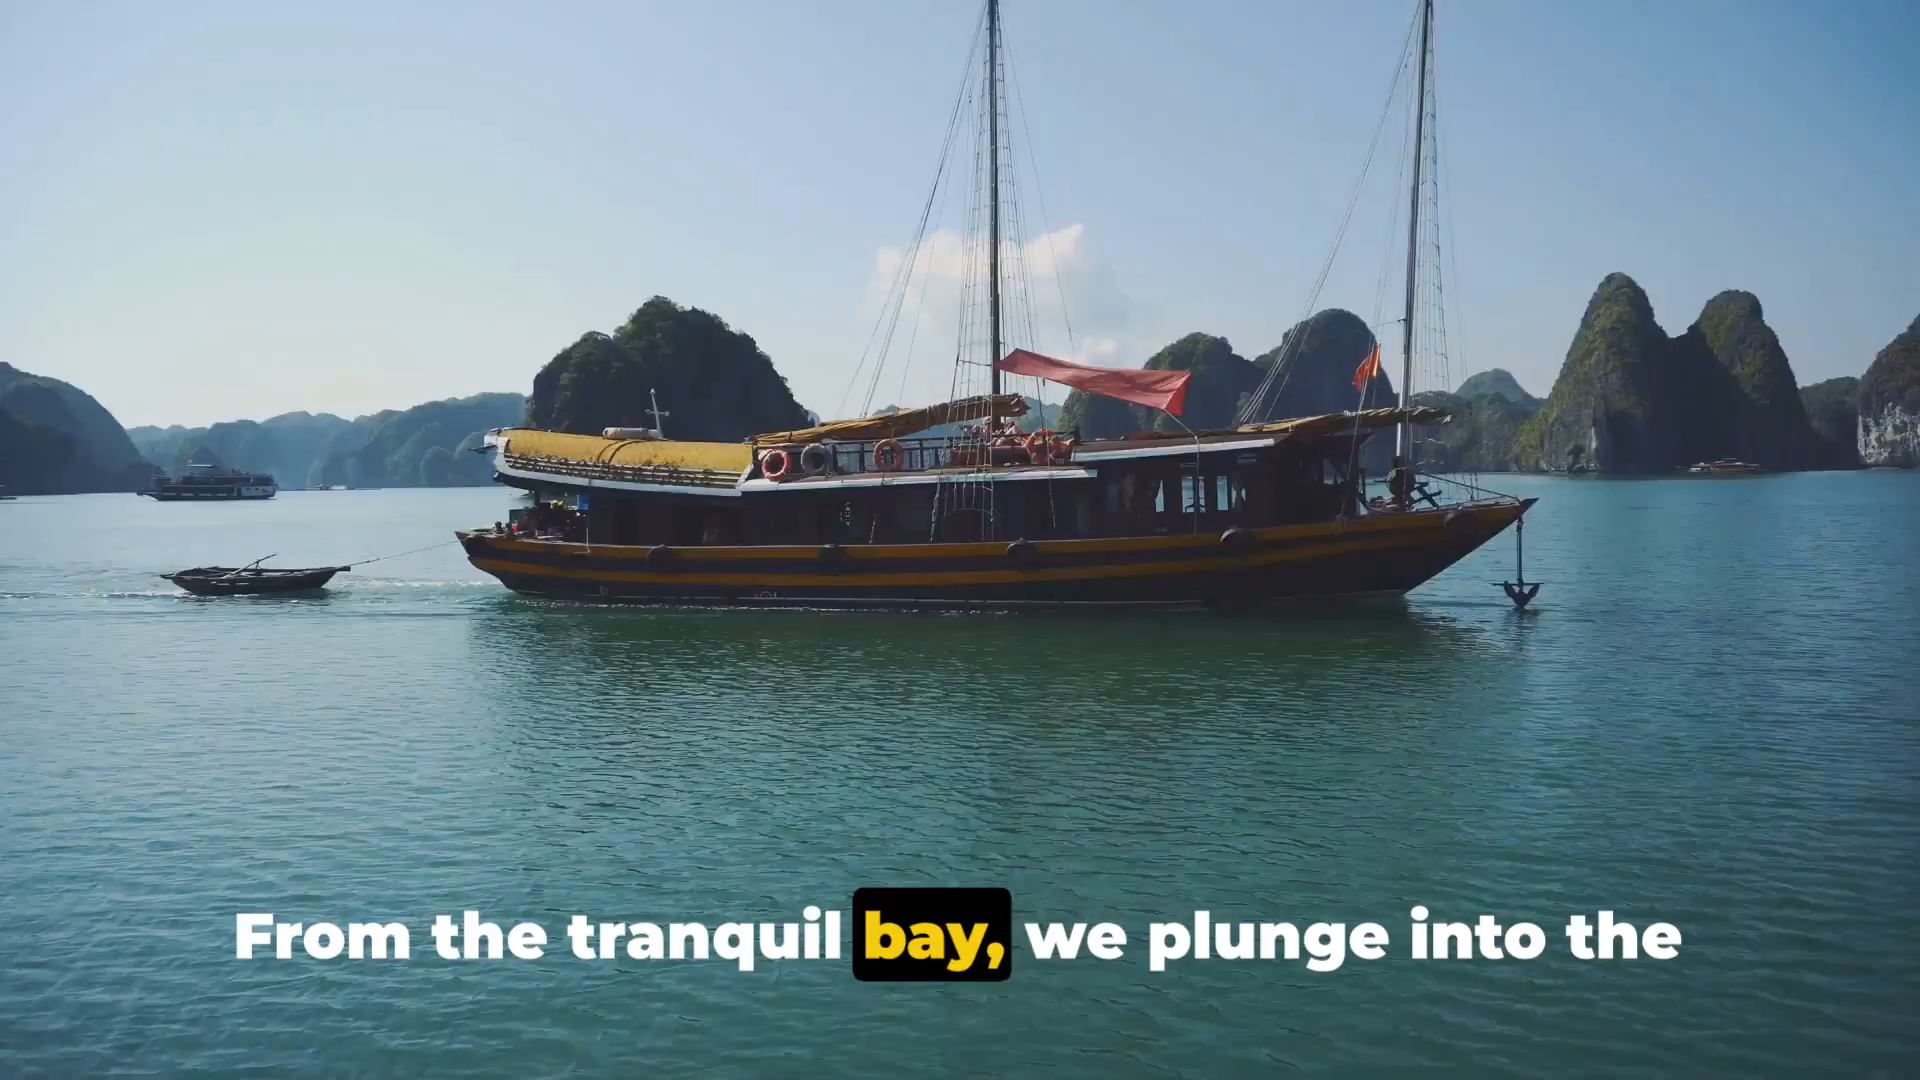 From the tranquil bay, we plunge into the